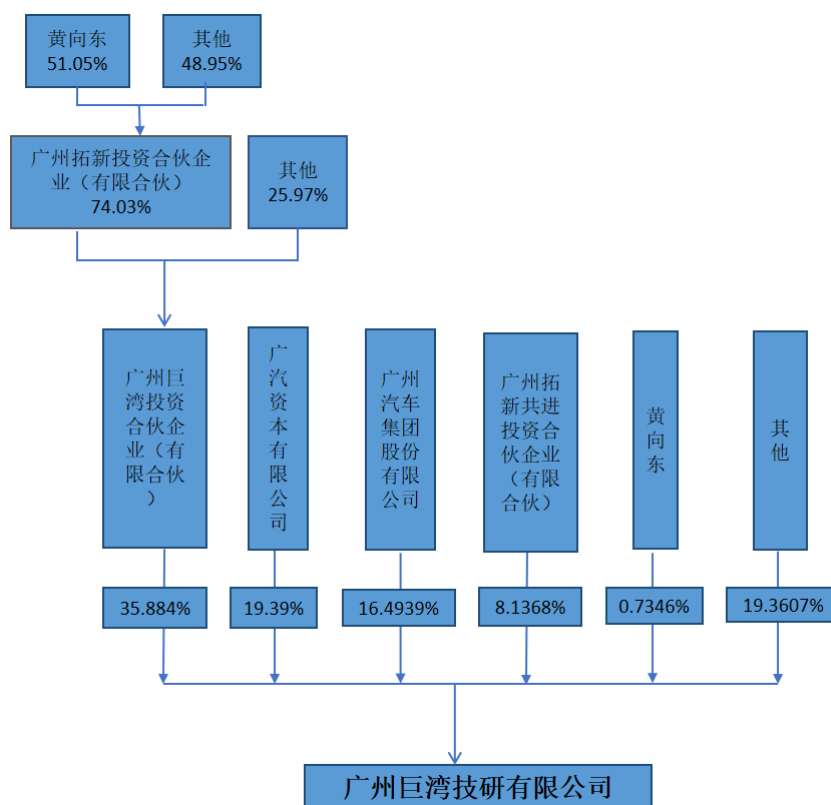 黄向东
51.05%
其他
48.95%
广州拓新投资合伙企
业（有限合伙）
74.03%
其他
25.97%
广州巨
湾投资
合伙企
业（有
限合伙
）
广
汽
资
本
有
限
公
司
广州
汽车
集团
股份
有限
公司
广州拓
新共进
投资合
伙企业
（有限
合伙）
黄
向
东
其
他
35.884%
19.39%
16.4939%
8.1368%
0.7346%
19.3607%
广州巨湾技研有限公司